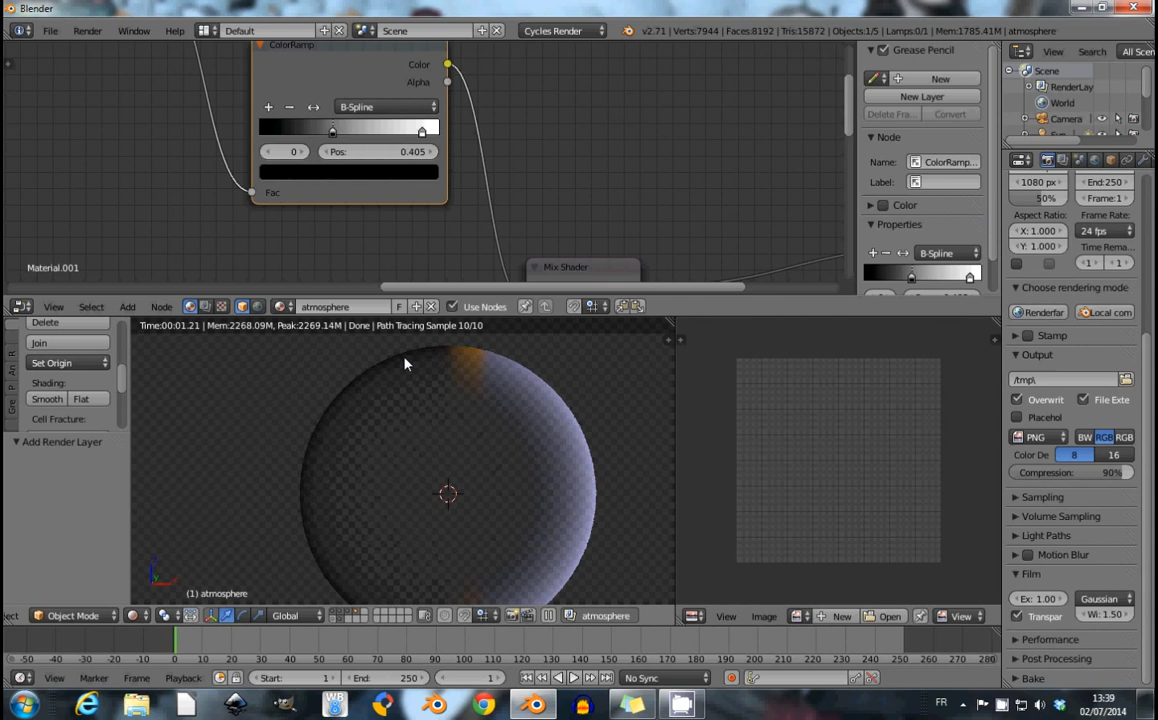 Blender
File Render Window Help Default Scene Cycles Render v2.71 | Verts:7944 | Faces:8192 | Tris:15872 | Objects:1/5 | Lamps:0/1 | Mem:1785.41M | atmosphere
ColorRamp
Color
Alpha
B-Spline
0 Pos: 0.405
Fac
Mix Shader
Material.001
Grease Pencil
New
New Layer
Delete Fra... Convert
Node
Name: ColorRamp...
Label:
Color
Properties
B-Spline
View Search All Scen
Scene
RenderLay
World
Camera
1080 px End:250
50% Frame:1
Aspect Ratio: Frame Rate:
X: 1.000 24 fps
Y: 1.000 Time Rema...
1 1
Choose rendering mode
Renderfar Local com
Stamp
Output
/tmp\
Overwrit File Exte
Placehol
PNG BW RGB RGB
Color De 8 16
Compression: 90%
Sampling
Volume Sampling
Light Paths
Motion Blur
Film
Ex: 1.00 Gaussian
Transpar Wi: 1.50
Performance
Post Processing
Bake
View Select Add Node atmosphere F Use Nodes
Delete
Join
Set Origin
Shading:
Smooth Flat
Cell Fracture:
Add Render Layer
Time:00:01.21 | Mem:2268.09M, Peak:2269.14M | Done | Path Tracing Sample 10/10
(1) atmosphere
ect Object Mode Global atmosphere
View Image New Open View
-50 -40 -30 -20 -10 0 10 20 30 40 50 60 70 80 90 100 110 120 130 140 150 160 170 180 190 200 210 220 230 240 250 260 270 280
View Marker Frame Playback Start: 1 End: 250 1 No Sync
FR 13:39
02/07/2014